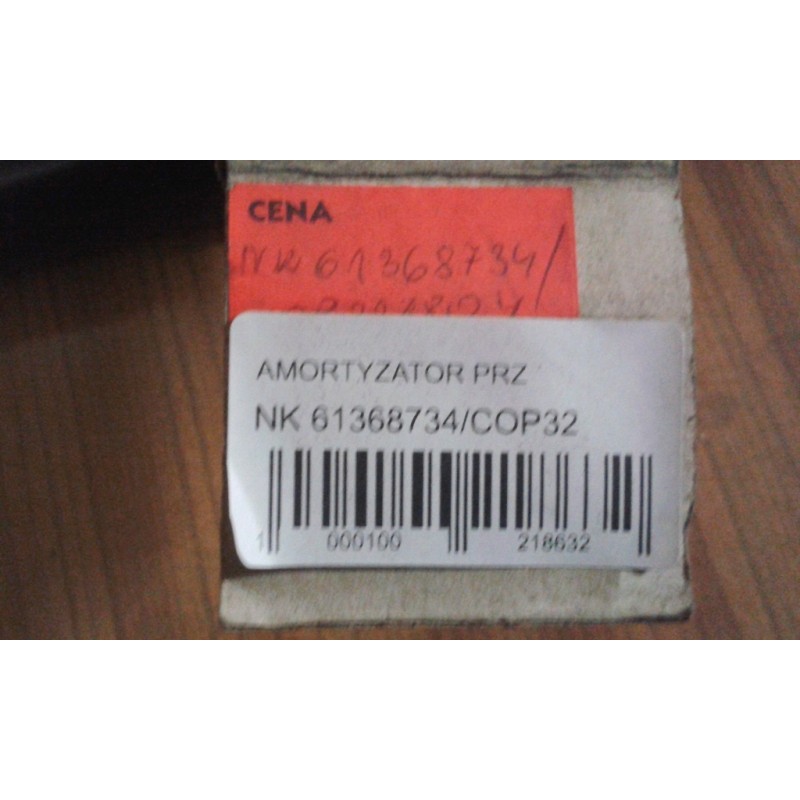 CENA
NK 61368734/
AMORTYZATOR PRZ
NK 61368734/COP32
1 000100 218632